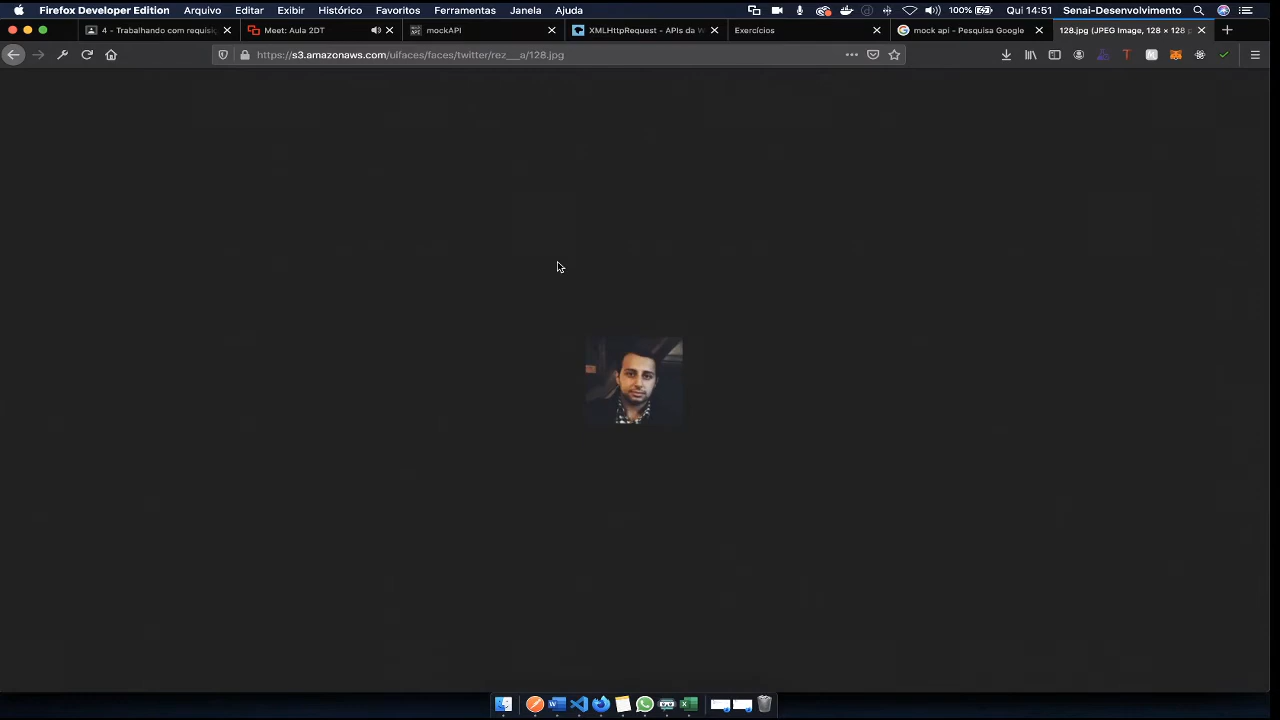 Firefox Developer Edition Arquivo Editar Exibir Histórico Favoritos Ferramentas Janela Ajuda 100% Qui 14:51 Senai-Desenvolvimento
4 - Trabalhando com requisiç Meet: Aula 2DT mockAPI XMLHttpRequest - APIs da W Exercícios mock api - Pesquisa Google 128.jpg (JPEG Image, 128 × 128 p
https://s3.amazonaws.com/uifaces/faces/twitter/rez___a/128.jpg